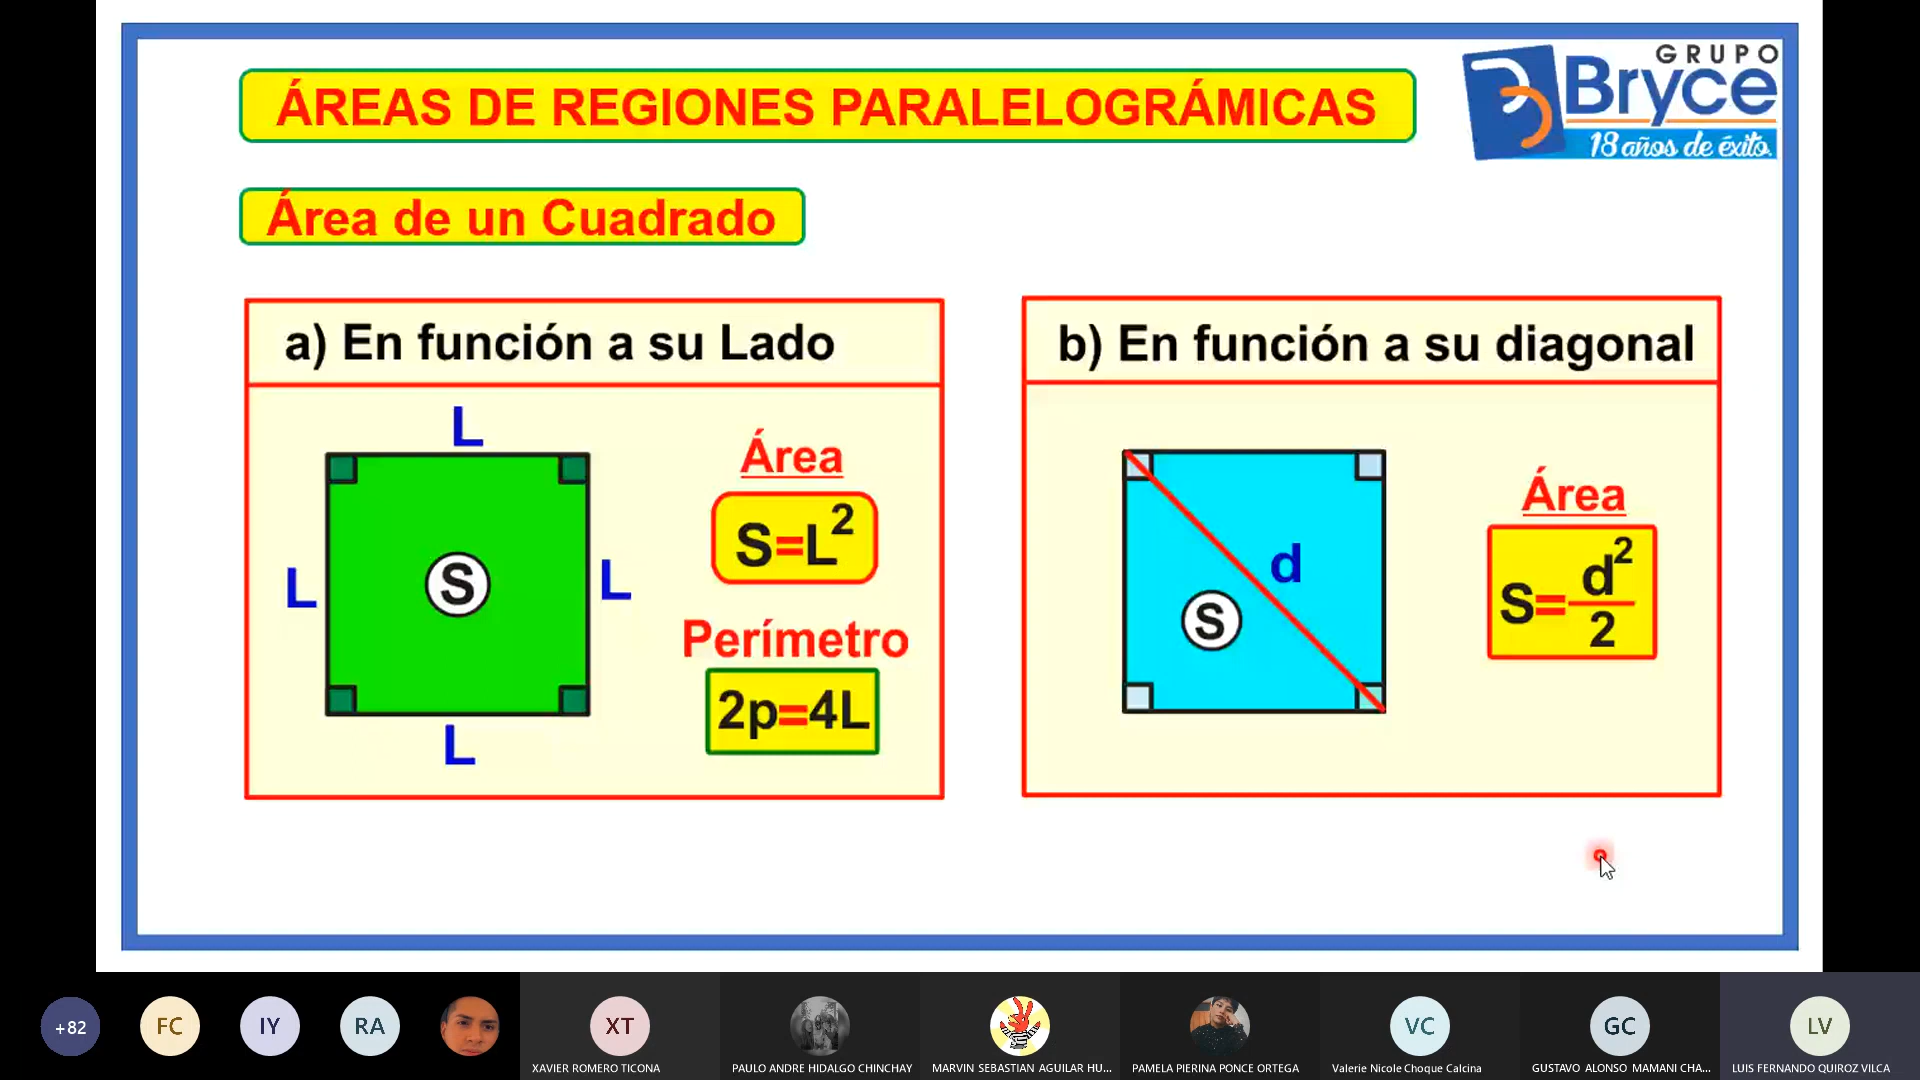 GRUPO
Bryce
18 años de éxito.
ÁREAS DE REGIONES PARALELOGRÁMICAS
Área de un Cuadrado
a) En función a su Lado
L
L
L
L
S
Área
S=L²
Perímetro
2p=4L
b) En función a su diagonal
d
S
Área
S=d²/2
+82
FC
IY
RA
XT
VC
GC
LV
XAVIER ROMERO TICONA
PAULO ANDRE HIDALGO CHINCHAY
MARVIN SEBASTIAN AGUILAR HU...
PAMELA PIERINA PONCE ORTEGA
Valerie Nicole Choque Calcina
GUSTAVO ALONSO MAMANI CHA...
LUIS FERNANDO QUIROZ VILCA